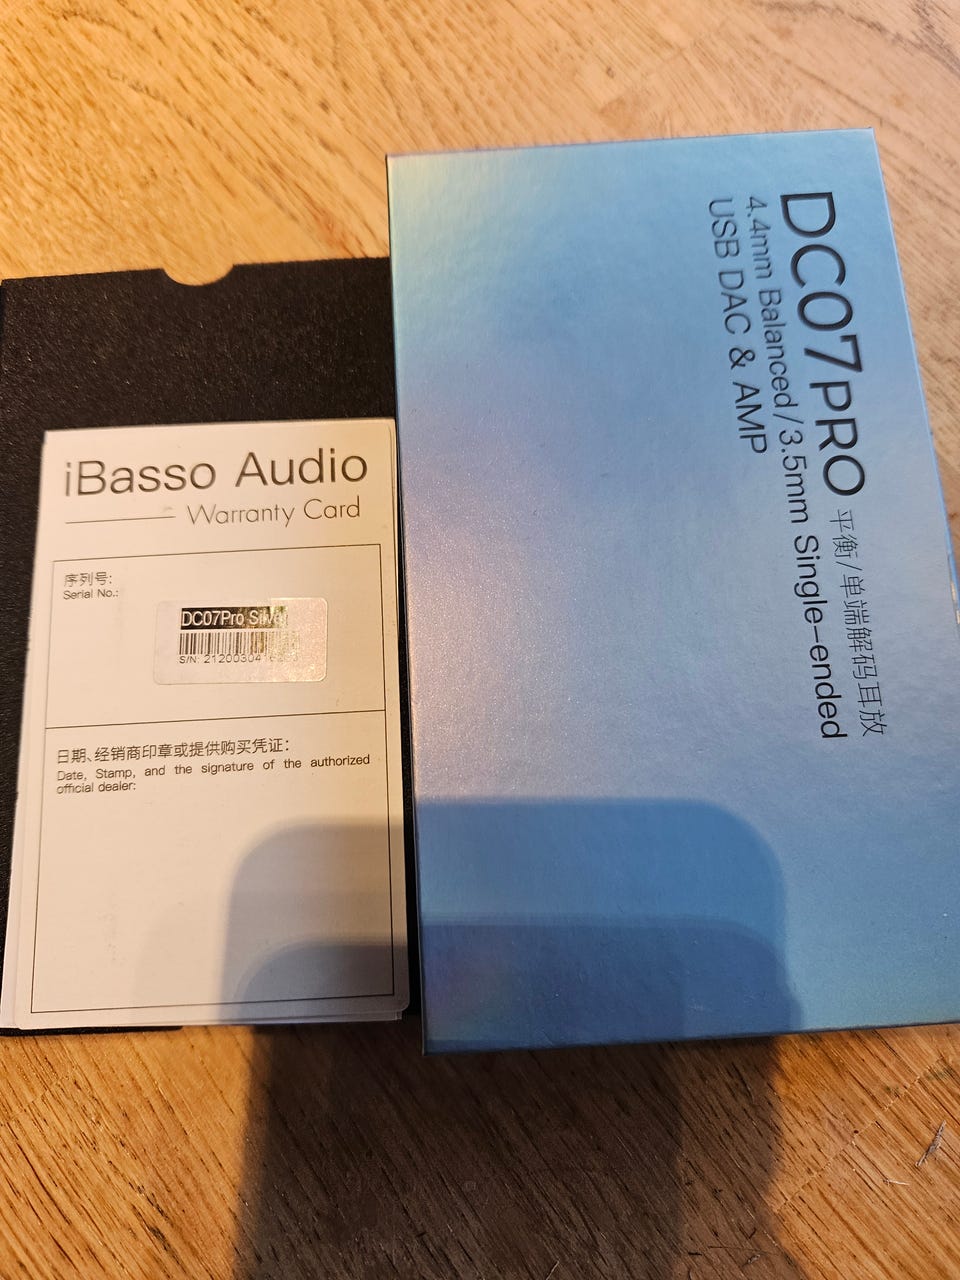 iBasso Audio
Warranty Card
序列号:
Serial No.:
DC07Pro Silver
S/N:
日期、经销商印章或提供购买凭证:
Date, Stamp, and the signature of the authorized
official dealer:
DC07PRO 平衡/单端解码耳放
4.4mm Balanced/3.5mm Single-ended
USB DAC & AMP